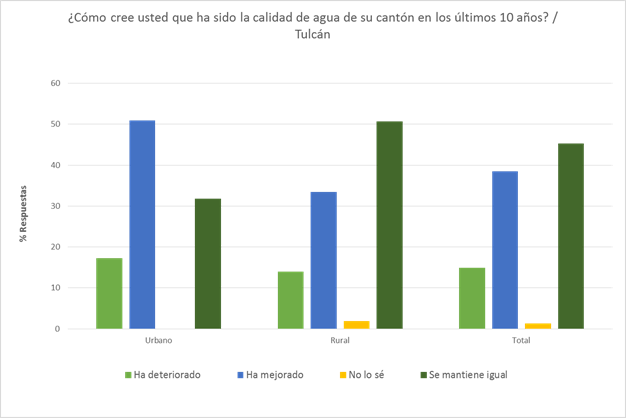 ¿Cómo cree usted que ha sido la calidad de agua de su cantón en los últimos 10 años? /
Tulcán
60
50
40
30
20
10
0
% Respuestas
Urbano
Rural
Total
Ha deteriorado
Ha mejorado
No lo sé
Se mantiene igual